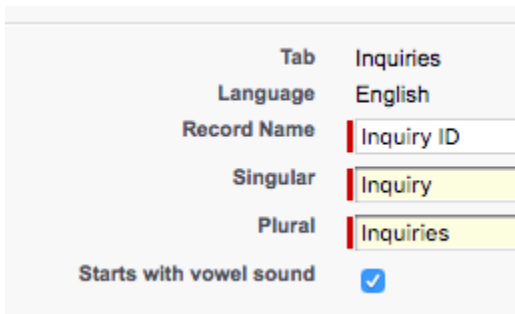 Tab Inquiries
Language English
Record Name Inquiry ID
Singular Inquiry
Plural Inquiries
Starts with vowel sound